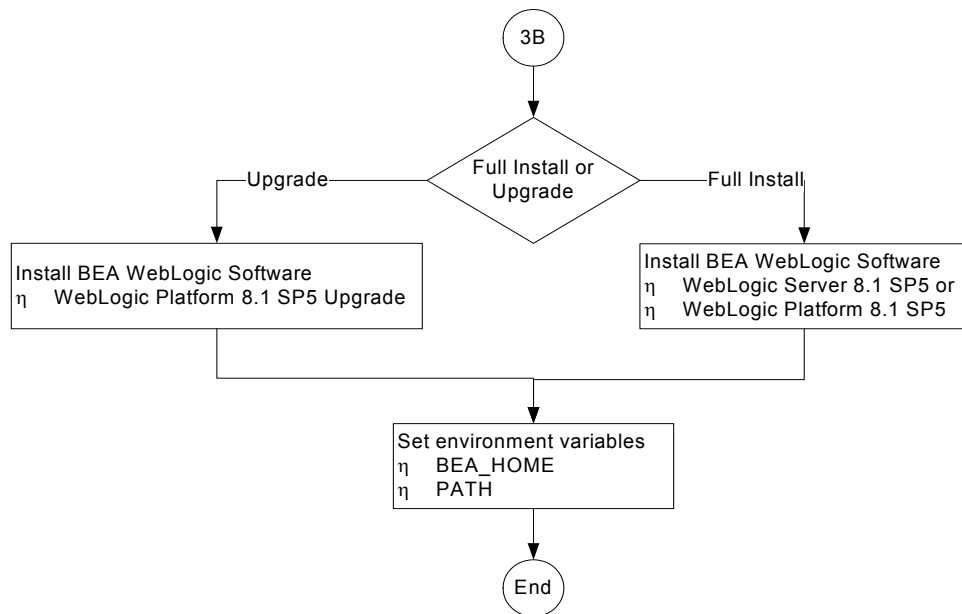 3B
Full Install or
Upgrade
Upgrade
Full Install
Install BEA WebLogic Software
η WebLogic Platform 8.1 SP5 Upgrade
Install BEA WebLogic Software
η WebLogic Server 8.1 SP5 or
η WebLogic Platform 8.1 SP5
Set environment variables
η BEA_HOME
η PATH
End